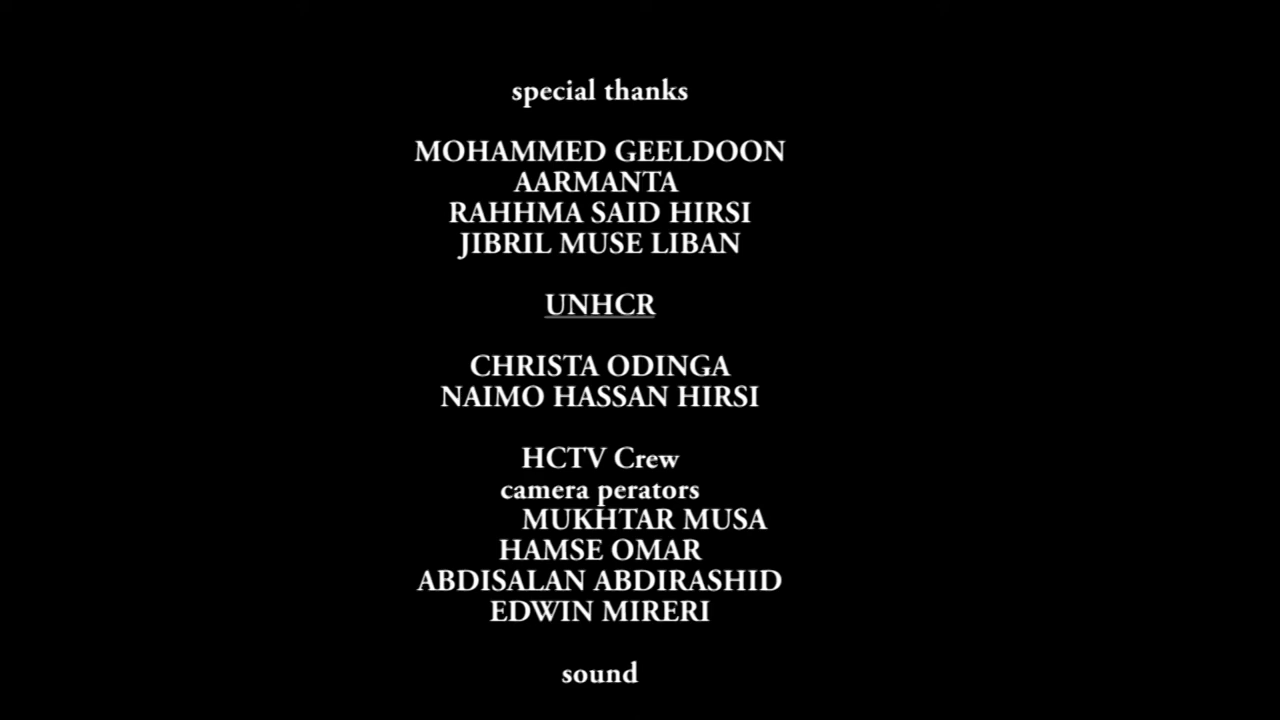 special thanks
MOHAMMED GEELDOON
AARMANTA
RAHHMA SAID HIRSI
JIBRIL MUSE LIBAN
UNHCR
CHRISTA ODINGA
NAIMO HASSAN HIRSI
HCTV Crew
camera perators
MUKHTAR MUSA
HAMSE OMAR
ABDISALAN ABDIRASHID
EDWIN MIRERI
sound